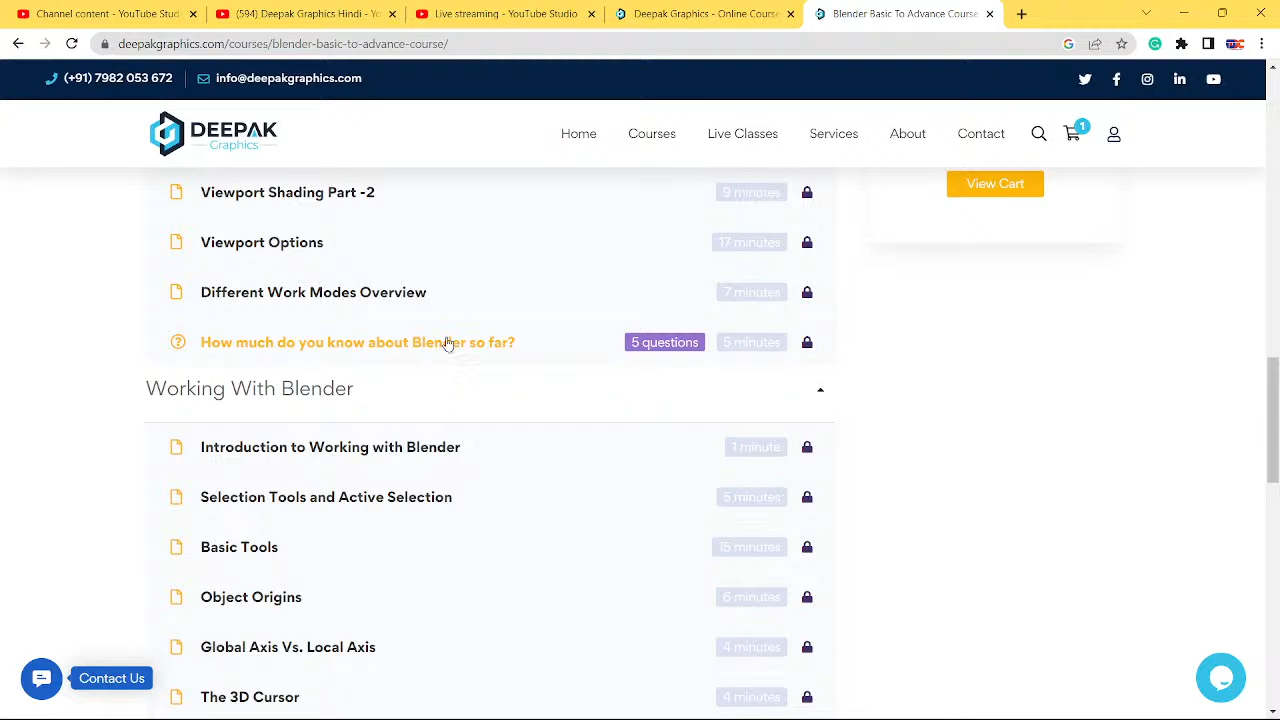 Channel content - YouTube Studi
(594) Deepak Graphics Hindi - Yo
Live streaming - YouTube Studio
Deepak Graphics - Online Course
Blender Basic To Advance Course
deepakgraphics.com/courses/blender-basic-to-advance-course/
(+91) 7982 053 672
info@deepakgraphics.com
DEEPAK
Graphics
Home
Courses
Live Classes
Services
About
Contact
1
View Cart
Viewport Shading Part -2
9 minutes
Viewport Options
17 minutes
Different Work Modes Overview
7 minutes
How much do you know about Blender so far?
5 questions
5 minutes
Working With Blender
Introduction to Working with Blender
1 minute
Selection Tools and Active Selection
5 minutes
Basic Tools
15 minutes
Object Origins
6 minutes
Global Axis Vs. Local Axis
4 minutes
The 3D Cursor
4 minutes
Contact Us